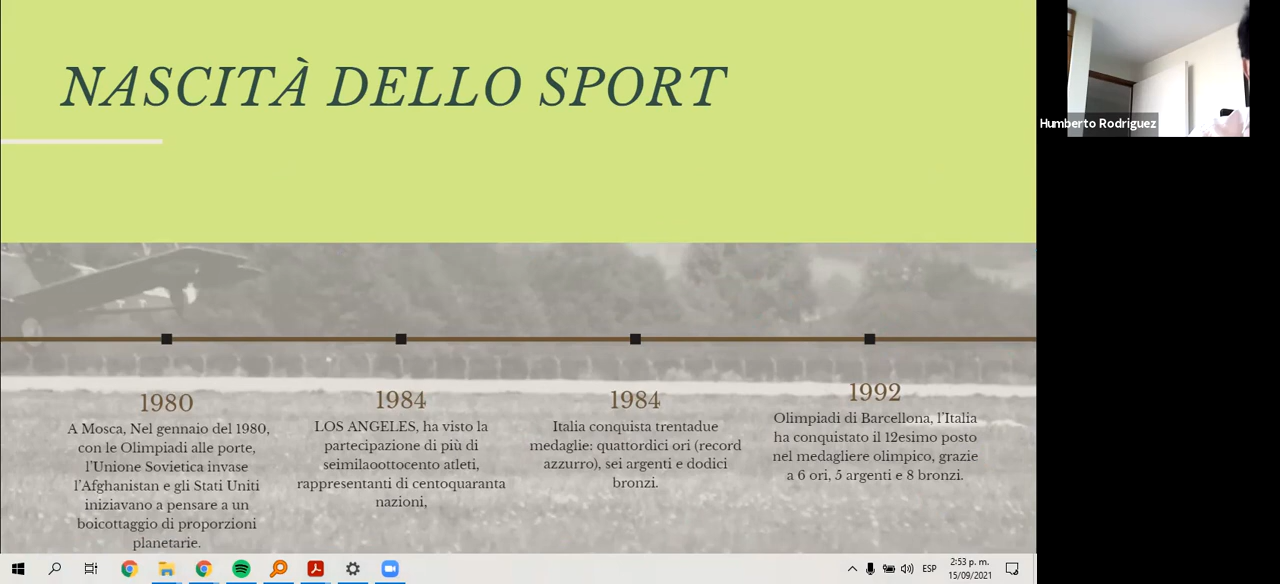 NASCITÀ DELLO SPORT
Humberto Rodriguez
1980
A Mosca, Nel gennaio del 1980,
con le Olimpiadi alle porte,
l'Unione Sovietica invase
l'Afghanistan e gli Stati Uniti
iniziavano a pensare a un
boicottaggio di proporzioni
planetarie.
1984
LOS ANGELES, ha visto la
partecipazione di più di
seimilaoottocento atleti,
rappresentanti di centoquaranta
nazioni,
1984
Italia conquista trentadue
medaglie: quattordici ori (record
azzurro), sei argenti e dodici
bronzi.
1992
Olimpiadi di Barcellona, l'Italia
ha conquistato il 12esimo posto
nel medagliere olimpico, grazie
a 6 ori, 5 argenti e 8 bronzi.
ESP
2:53 p. m.
15/09/2021